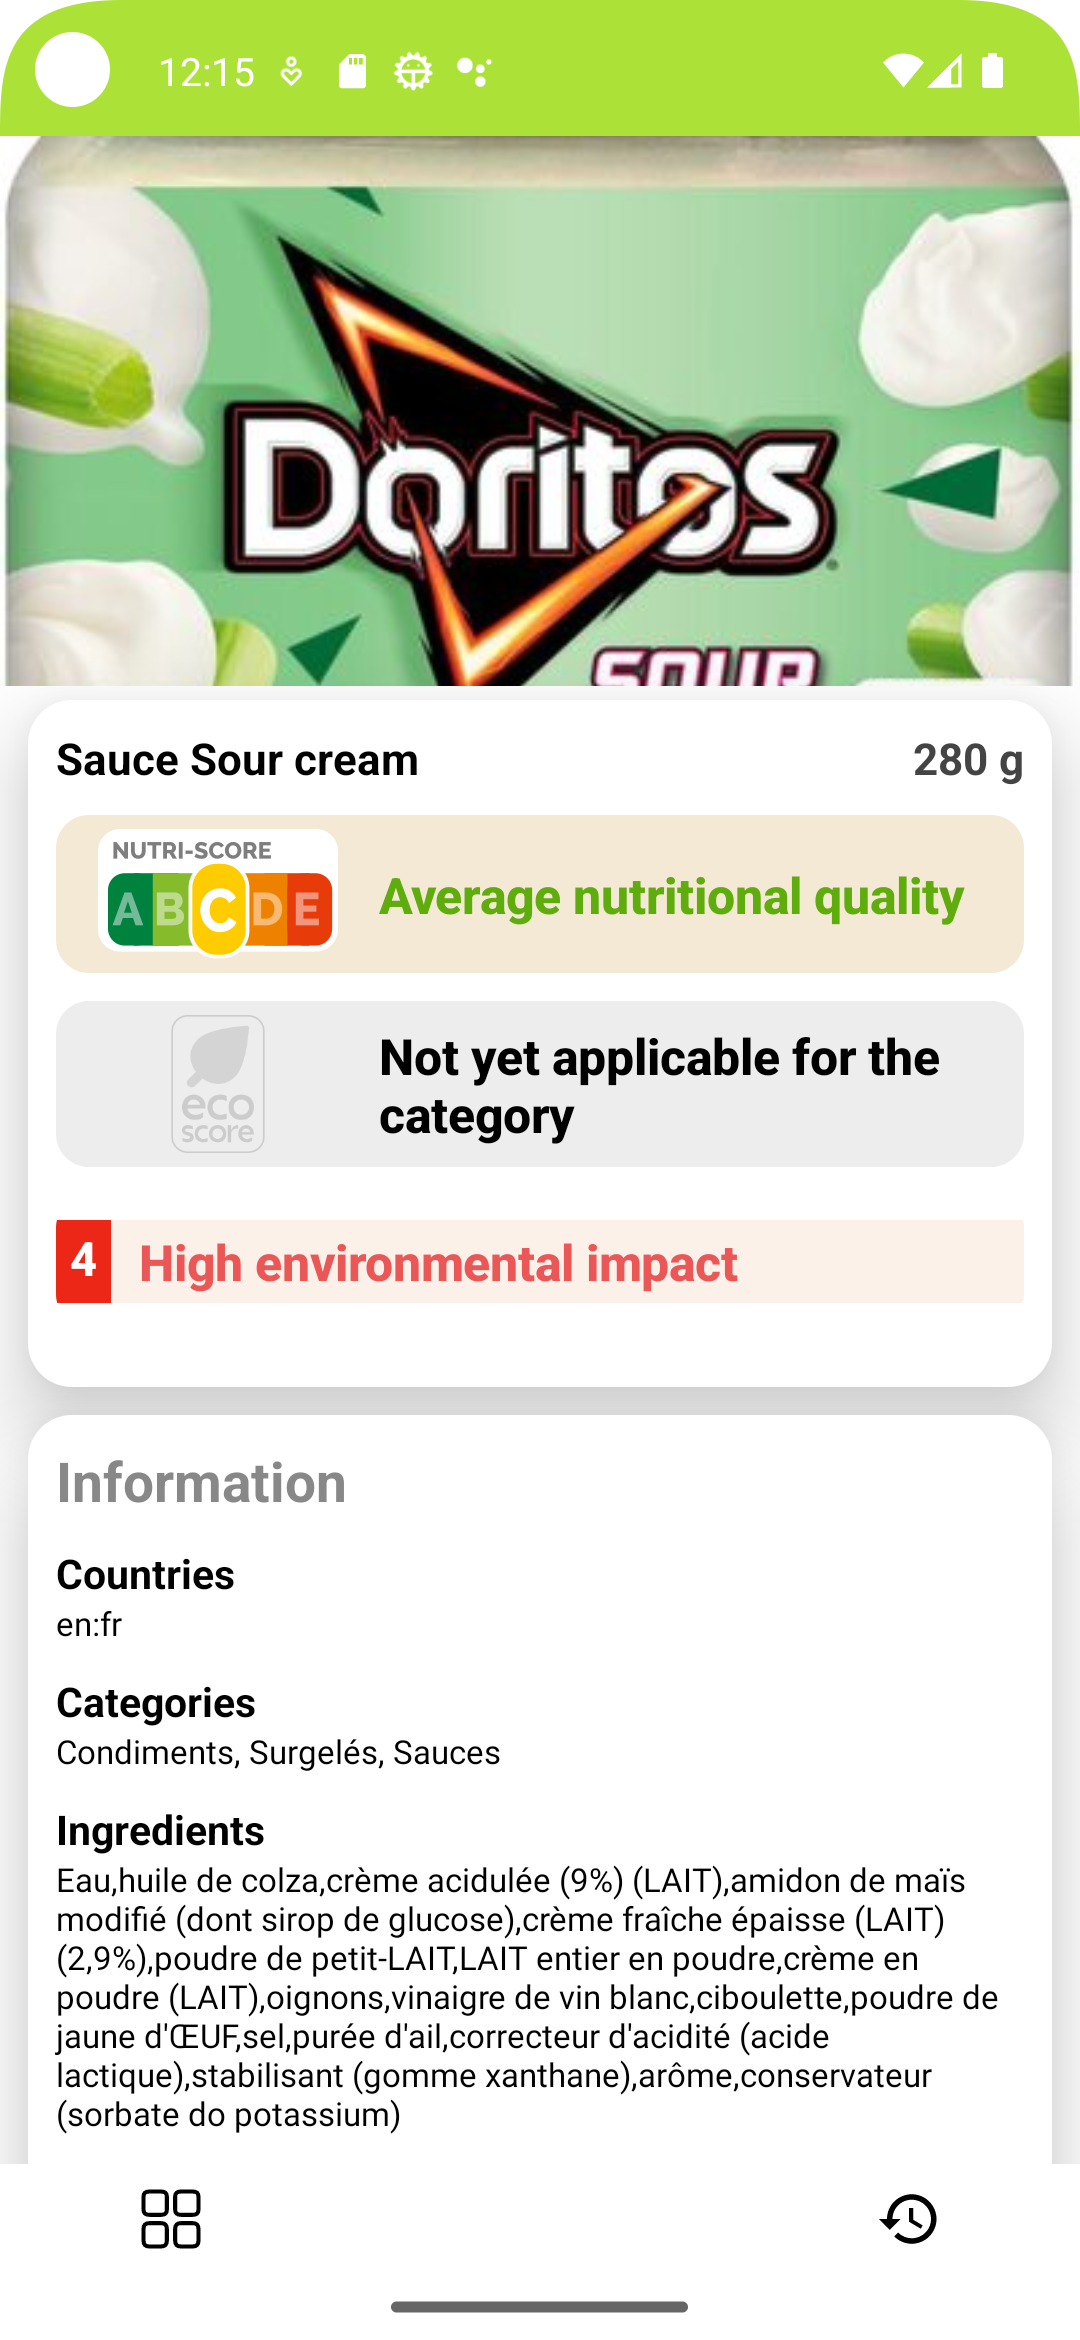 12:15
Doritos
SOUR
Sauce Sour cream 280 g
NUTRI-SCORE
A B C D E
Average nutritional quality
eco
score
Not yet applicable for the
category
4 High environmental impact
Information
Countries
en:fr
Categories
Condiments, Surgelés, Sauces
Ingredients
Eau,huile de colza,crème acidulée (9%) (LAIT),amidon de maïs
modifié (dont sirop de glucose),crème fraîche épaisse (LAIT)
(2,9%),poudre de petit-LAIT,LAIT entier en poudre,crème en
poudre (LAIT),oignons,vinaigre de vin blanc,ciboulette,poudre de
jaune d'ŒUF,sel,purée d'ail,correcteur d'acidité (acide
lactique),stabilisant (gomme xanthane),arôme,conservateur
(sorbate do potassium)